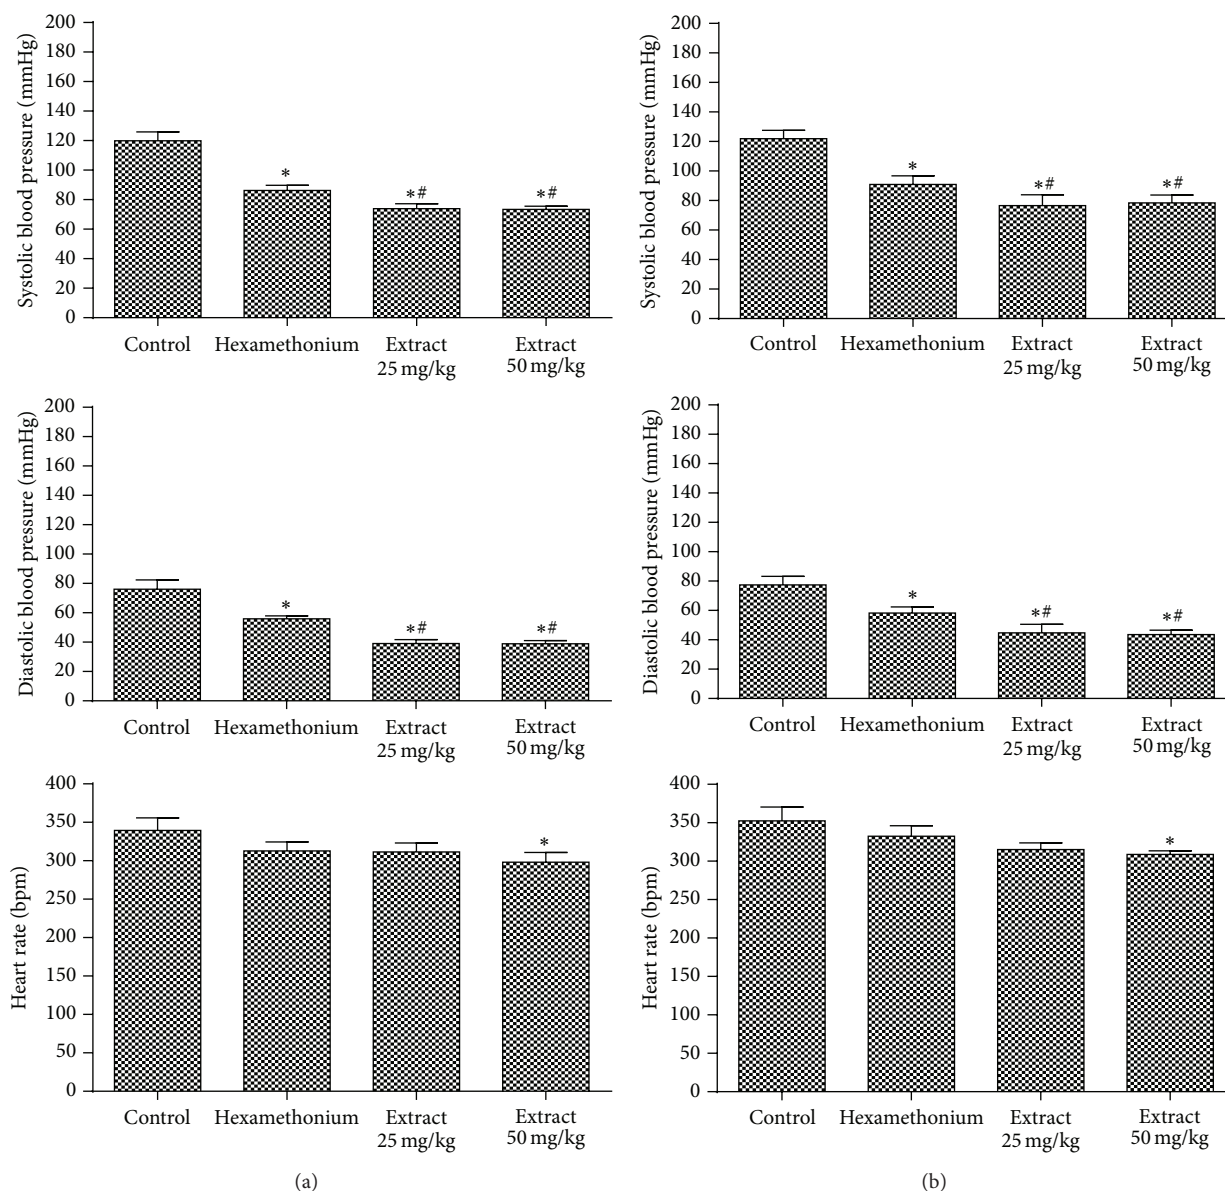 Systolic blood pressure (mmHg)
200
180
160
140
120
100
80
60
40
20
0
*
*#
*#
Control
Hexamethonium
Extract
25 mg/kg
Extract
50 mg/kg
Systolic blood pressure (mmHg)
200
180
160
140
120
100
80
60
40
20
0
*
*#
*#
Control
Hexamethonium
Extract
25 mg/kg
Extract
50 mg/kg
Diastolic blood pressure (mmHg)
200
180
160
140
120
100
80
60
40
20
0
*
*#
*#
Control
Hexamethonium
Extract
25 mg/kg
Extract
50 mg/kg
Diastolic blood pressure (mmHg)
200
180
160
140
120
100
80
60
40
20
0
*
*#
*#
Control
Hexamethonium
Extract
25 mg/kg
Extract
50 mg/kg
Heart rate (bpm)
400
350
300
250
200
150
100
50
0
*
Control
Hexamethonium
Extract
25 mg/kg
Extract
50 mg/kg
(a)
Heart rate (bpm)
400
350
300
250
200
150
100
50
0
*
Control
Hexamethonium
Extract
25 mg/kg
Extract
50 mg/kg
(b)